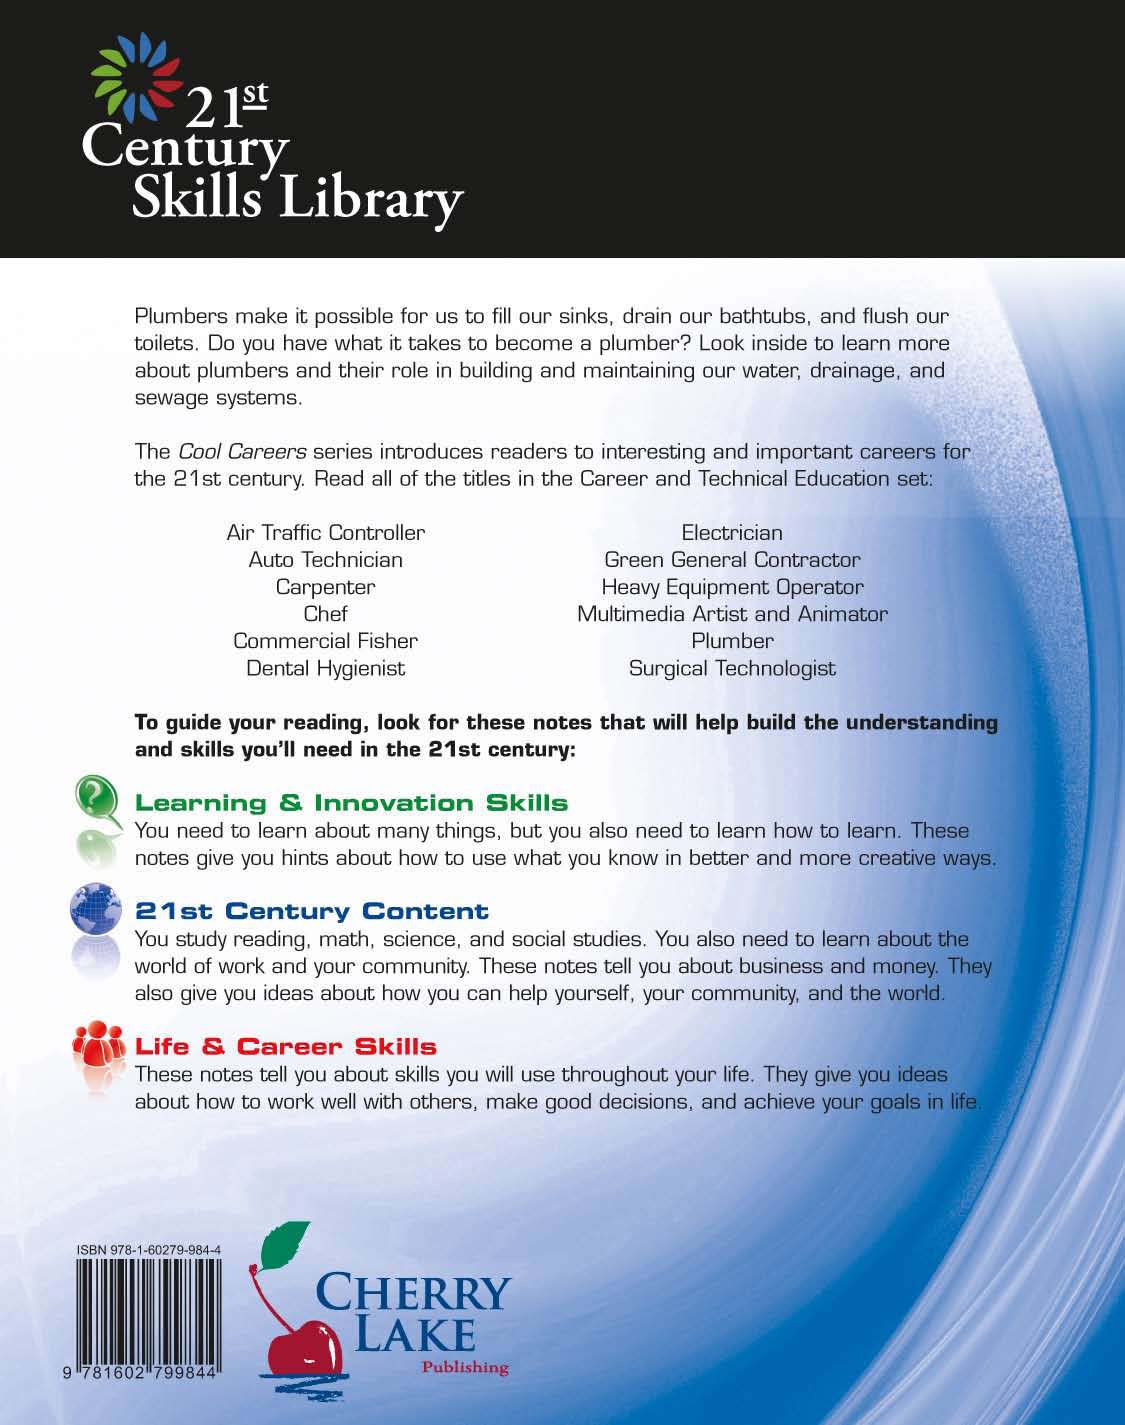 21st
Century
Skills Library
Plumbers make it possible for us to fill our sinks, drain our bathtubs, and flush our
toilets. Do you have what it takes to become a plumber? Look inside to learn more
about plumbers and their role in building and maintaining our water, drainage, and
sewage systems.
The Cool Careers series introduces readers to interesting and important careers for
the 21st century. Read all of the titles in the Career and Technical Education set:
Air Traffic Controller
Auto Technician
Carpenter
Chef
Commercial Fisher
Dental Hygienist
Electrician
Green General Contractor
Heavy Equipment Operator
Multimedia Artist and Animator
Plumber
Surgical Technologist
To guide your reading, look for these notes that will help build the understanding
and skills you'll need in the 21st century:
?
Learning & Innovation Skills
You need to learn about many things, but you also need to learn how to learn. These
notes give you hints about how to use what you know in better and more creative ways.
21st Century Content
You study reading, math, science, and social studies. You also need to learn about the
world of work and your community. These notes tell you about business and money. They
also give you ideas about how you can help yourself, your community, and the world.
Life & Career Skills
These notes tell you about skills you will use throughout your life. They give you ideas
about how to work well with others, make good decisions, and achieve your goals in life.
ISBN 978-1-60279-984-4
9 781602 799844
CHERRY
LAKE
Publishing